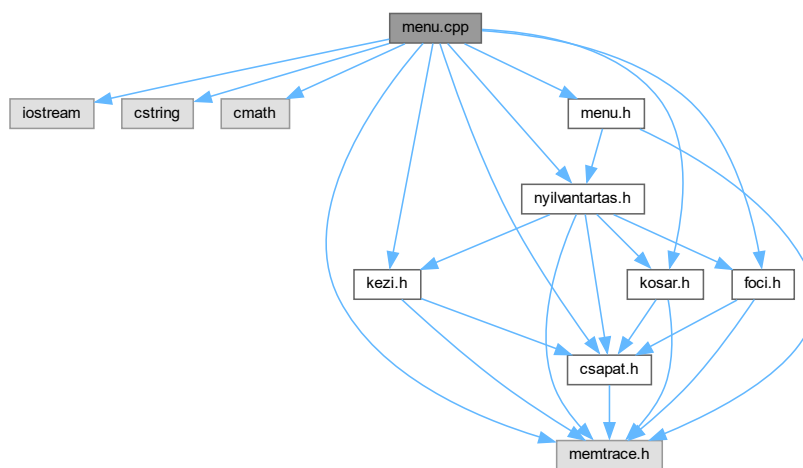 menu.cpp
iostream
cstring
cmath
menu.h
nyilvantartas.h
kezi.h
kosar.h
foci.h
csapat.h
memtrace.h